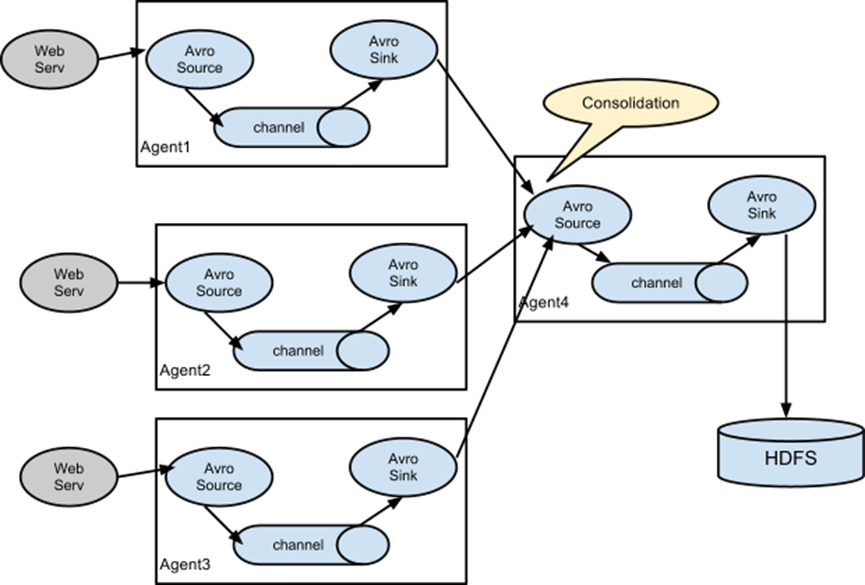 Web
Serv
Avro
Source
Avro
Sink
channel
Agent1
Consolidation
Avro
Source
Avro
Sink
channel
Agent4
Web
Serv
Avro
Source
Avro
Sink
channel
Agent2
HDFS
Web
Serv
Avro
Source
Avro
Sink
channel
Agent3